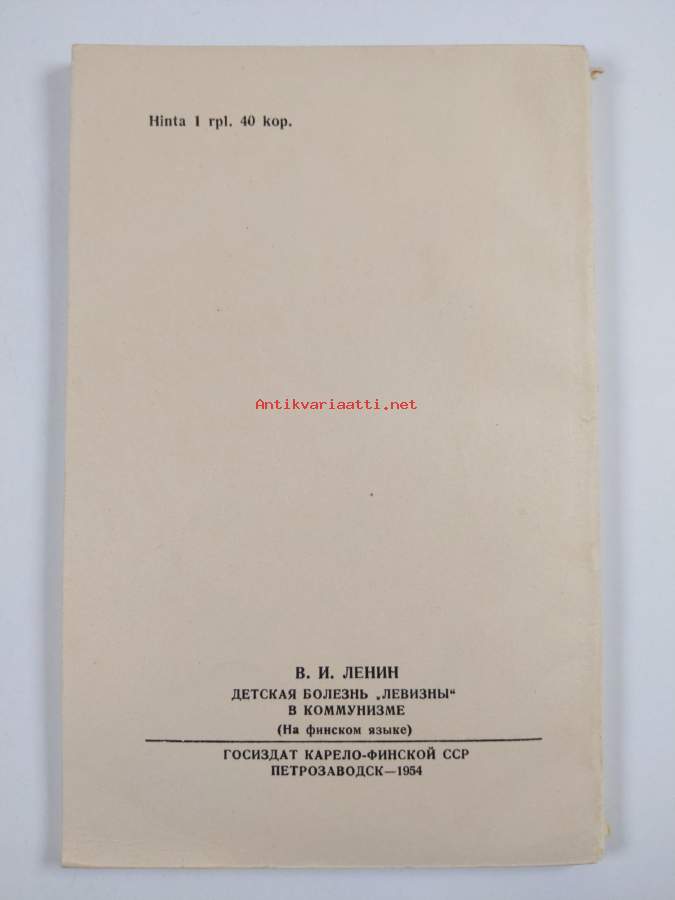 Hinta 1 rpl. 40 kop.
Antikvariaatti.net
В. И. ЛЕНИН
ДЕТСКАЯ БОЛЕЗНЬ „ЛЕВИЗНЫ“
В КОММУНИЗМЕ
(На финском языке)
ГОСИЗДАТ КАРЕЛО-ФИНСКОЙ ССР
ПЕТРОЗАВОДСК—1954